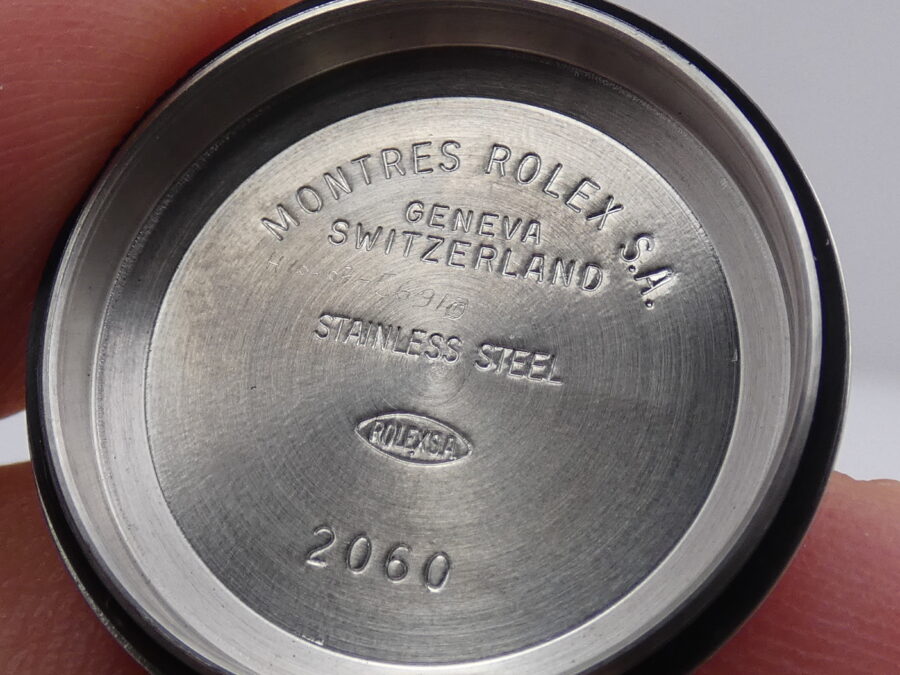 MONTRES ROLEX S.A.
GENEVA
SWITZERLAND
STAINLESS STEEL
ROLEX S.A
2060